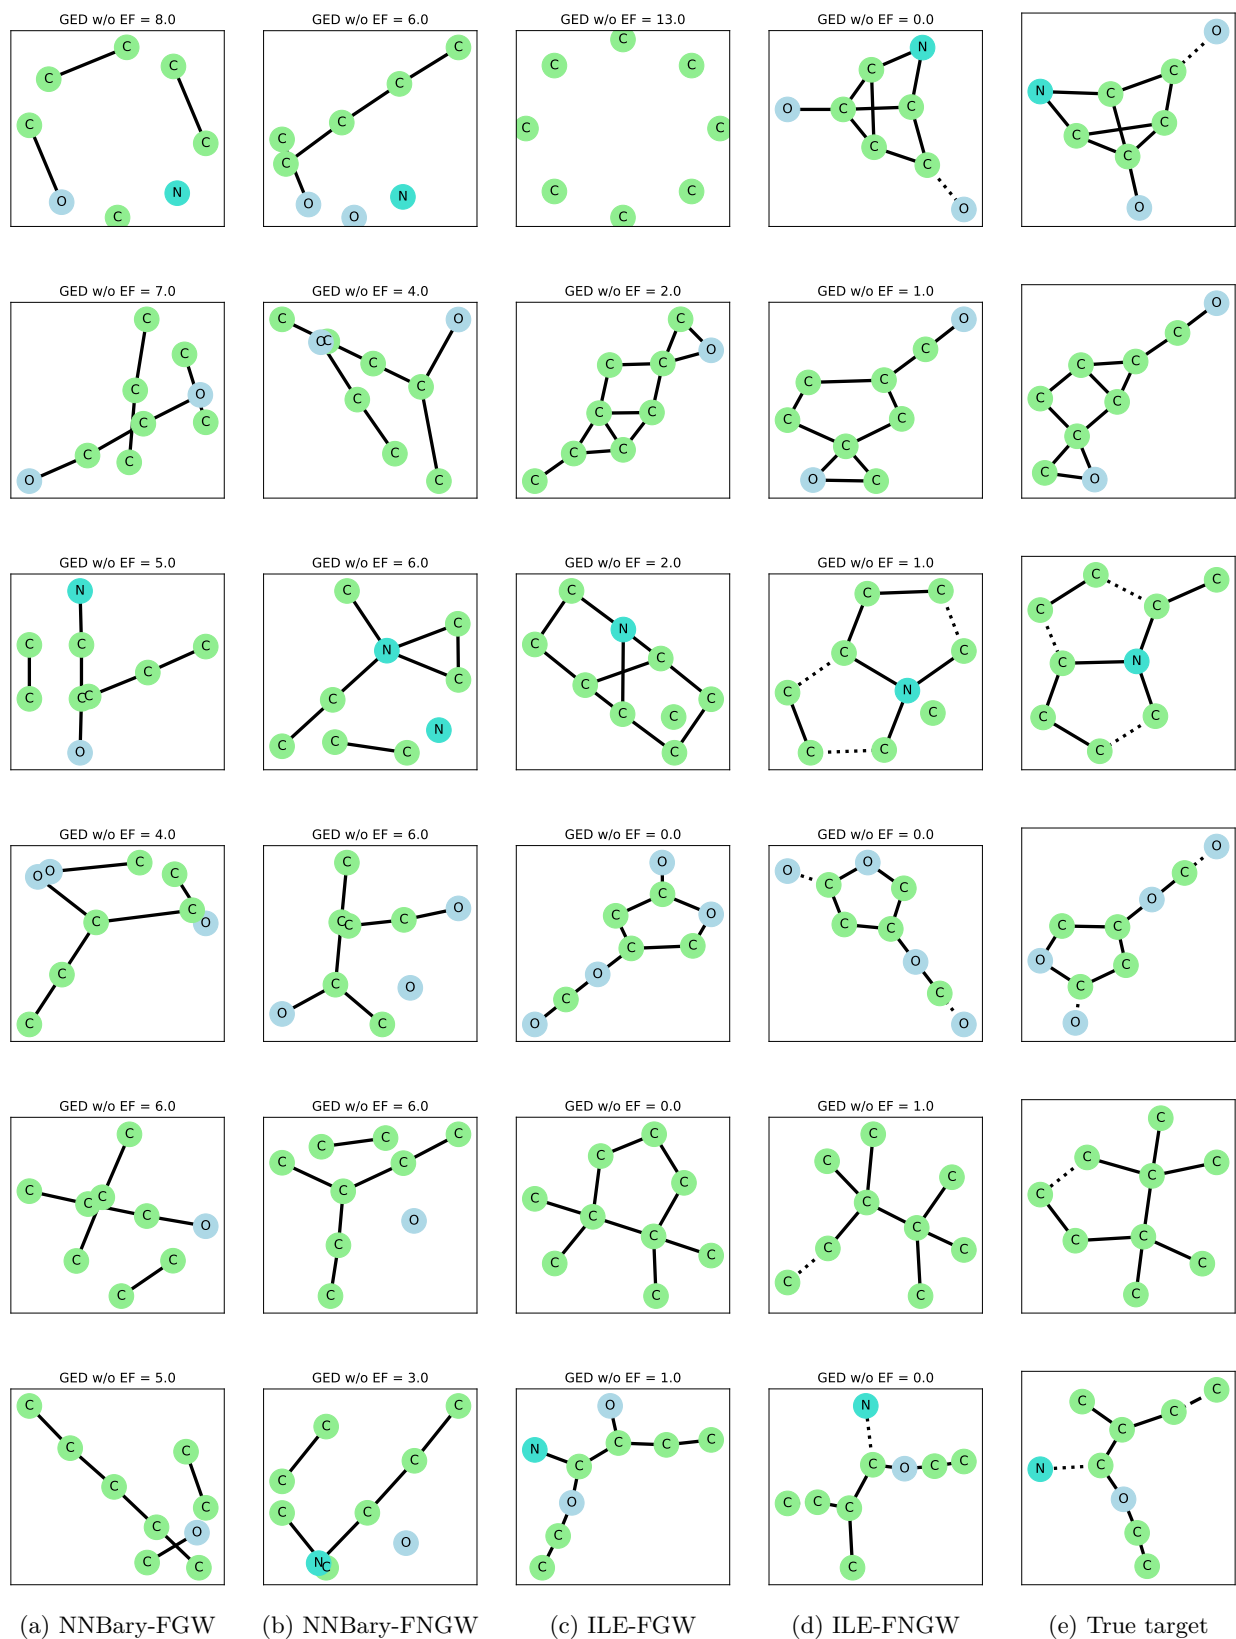 GED w/o EF = 8.0 GED w/o EF = 6.0 GED w/o EF = 13.0 GED w/o EF = 0.0
C C C C C O N C
C C C C C O O N
C C C C C C C C
N C O C C C C O
O C N C C C C O
GED w/o EF = 7.0 GED w/o EF = 4.0 GED w/o EF = 2.0 GED w/o EF = 1.0
C C C O C C C C O
C O O C C C C C C
C O C C C C C C C
O C C C C C C O C
O C C C C C C C O
GED w/o EF = 5.0 GED w/o EF = 6.0 GED w/o EF = 2.0 GED w/o EF = 1.0
N C C C C C C C O
C C N C C C C N C
C N C C C C C C C
C C C C N C C C C
C C C C N C C C C
GED w/o EF = 4.0 GED w/o EF = 6.0 GED w/o EF = 0.0 GED w/o EF = 0.0
C O O C C O C C C
C O C C C C O O C
O C O C C C O C O
O O C C C C O C O
O C O C C O C C O
GED w/o EF = 6.0 GED w/o EF = 6.0 GED w/o EF = 0.0 GED w/o EF = 1.0
C C C C C O C C C
C C C C C C O C C
C C C C C C C C C
C C C C C C C C C
C C C C C C C C C
GED w/o EF = 5.0 GED w/o EF = 3.0 GED w/o EF = 1.0 GED w/o EF = 0.0
C C C C C C O C C
C C C C C C O N C
O C C C N C O C C
N C C O C C C C C
C C C C N C O C C
(a) NNBary-FGW (b) NNBary-FNGW (c) ILE-FGW (d) ILE-FNGW (e) True target